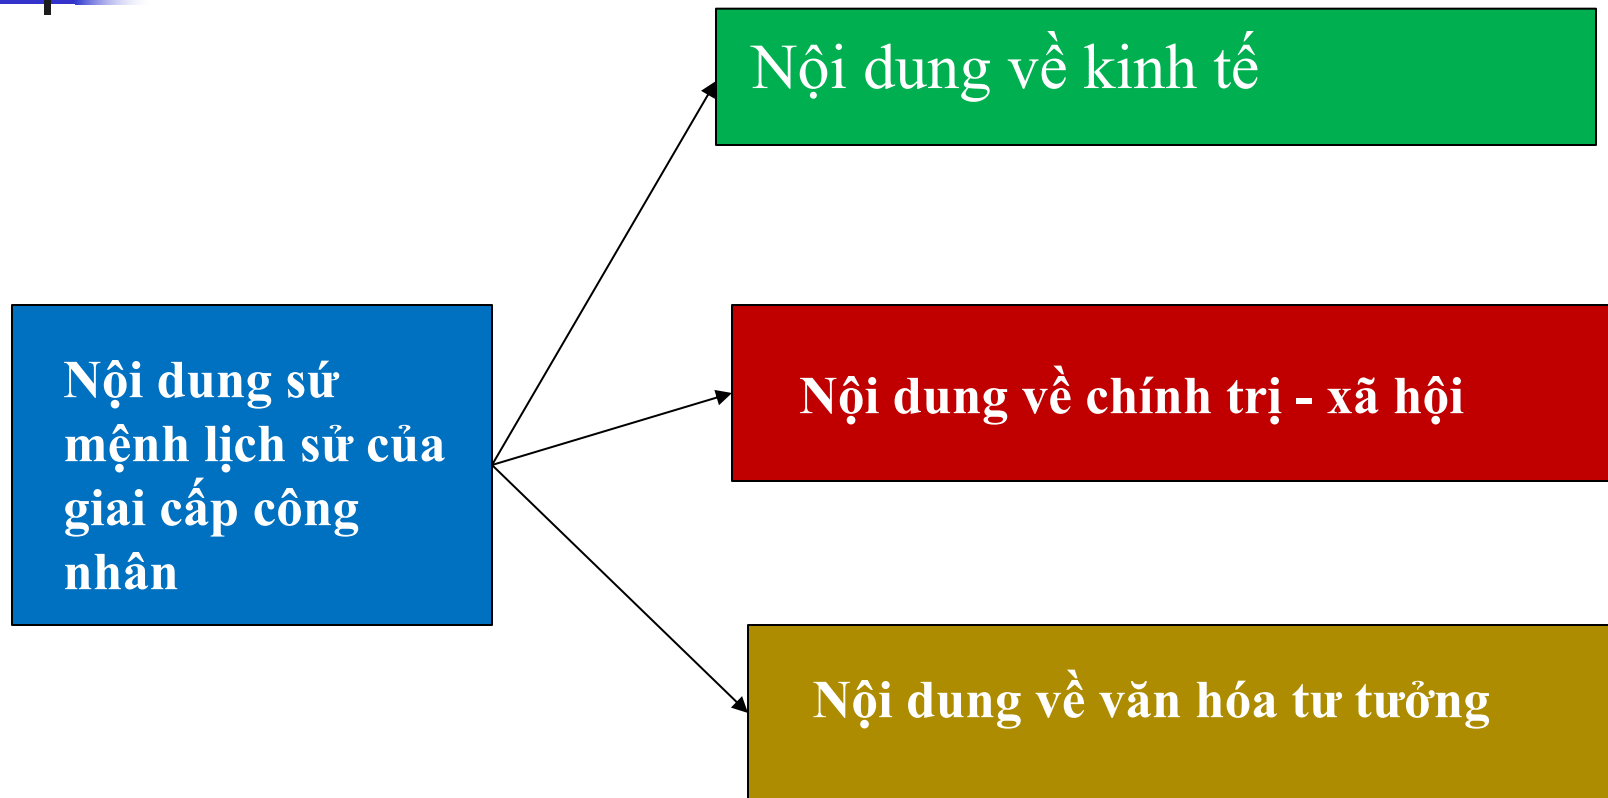 Nội dung về kinh tế
Nội dung sứ
mệnh lịch sử của
giai cấp công
nhân
Nội dung về chính trị - xã hội
Nội dung về văn hóa tư tưởng